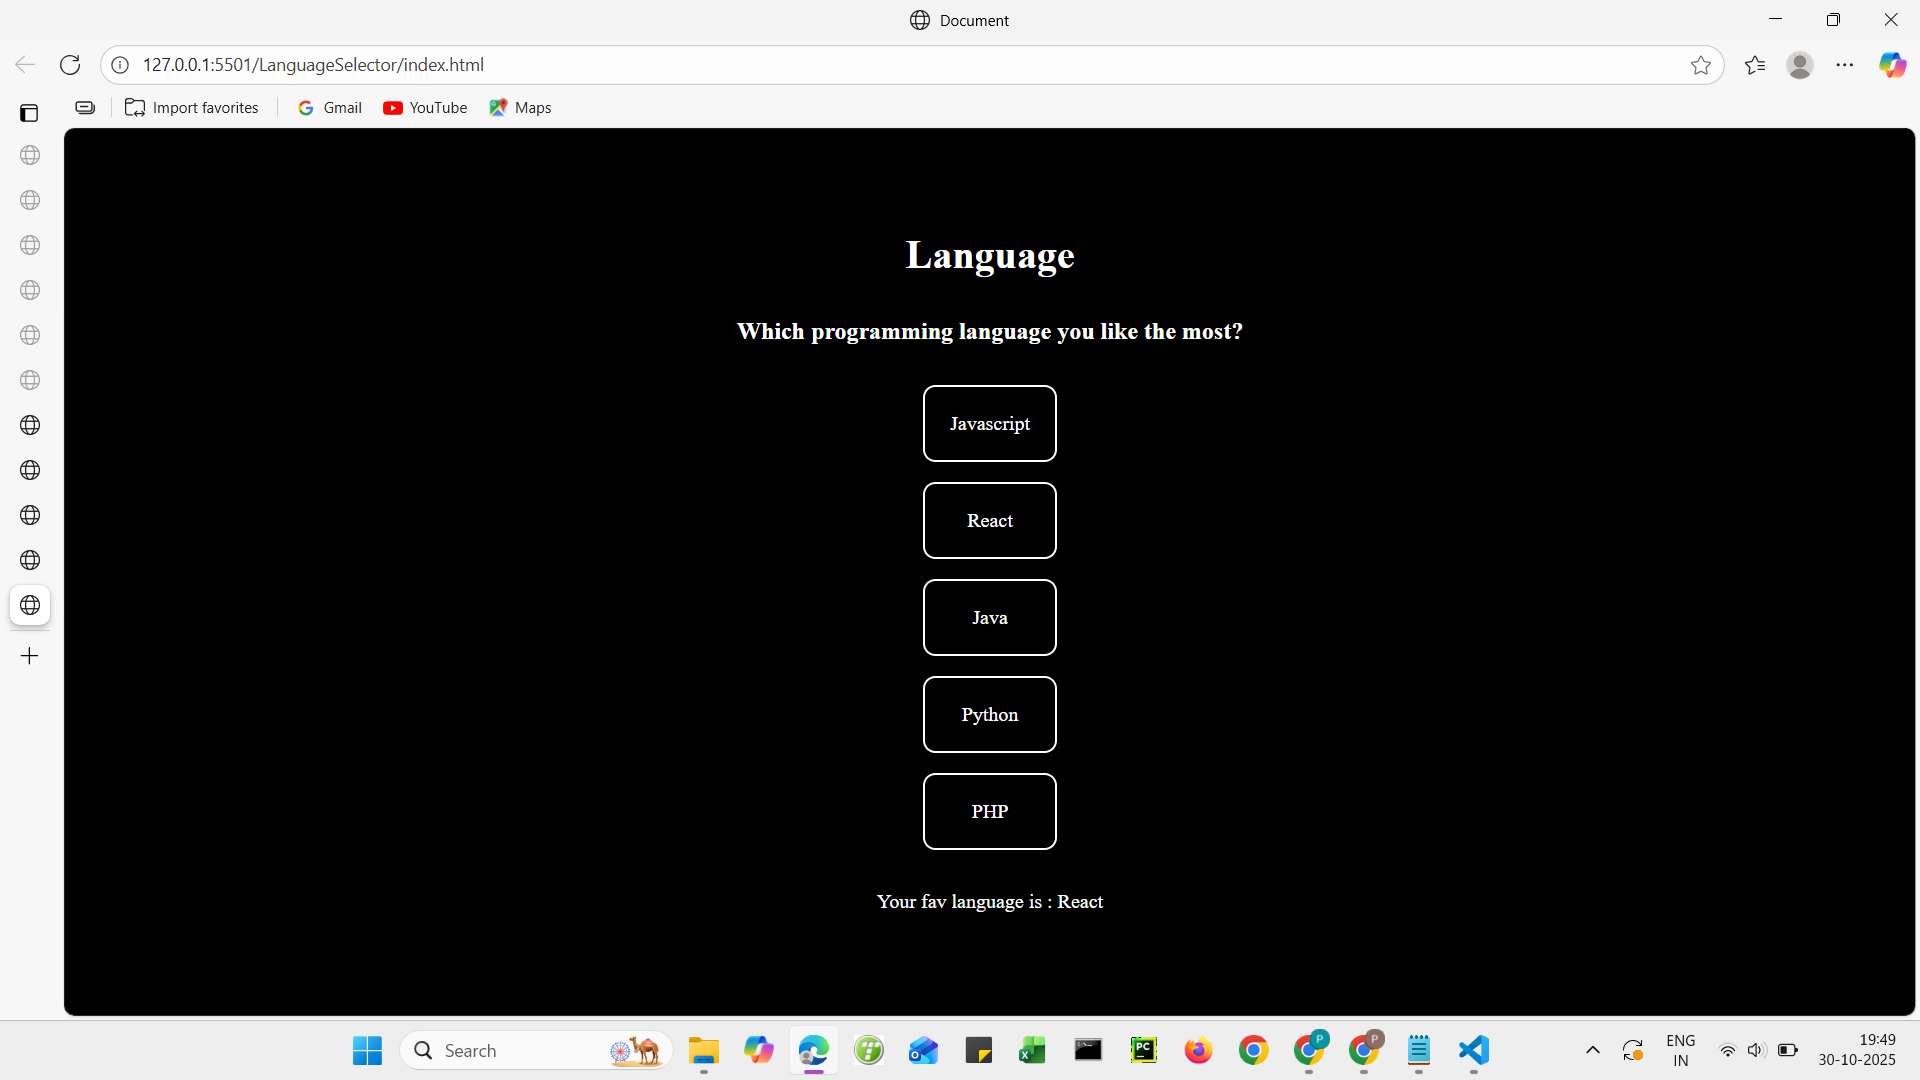 Document
127.0.0.1:5501/LanguageSelector/index.html
Import favorites Gmail YouTube Maps
Language
Which programming language you like the most?
Javascript
React
Java
Python
PHP
Your fav language is : React
Search
ENG
IN
19:49
30-10-2025